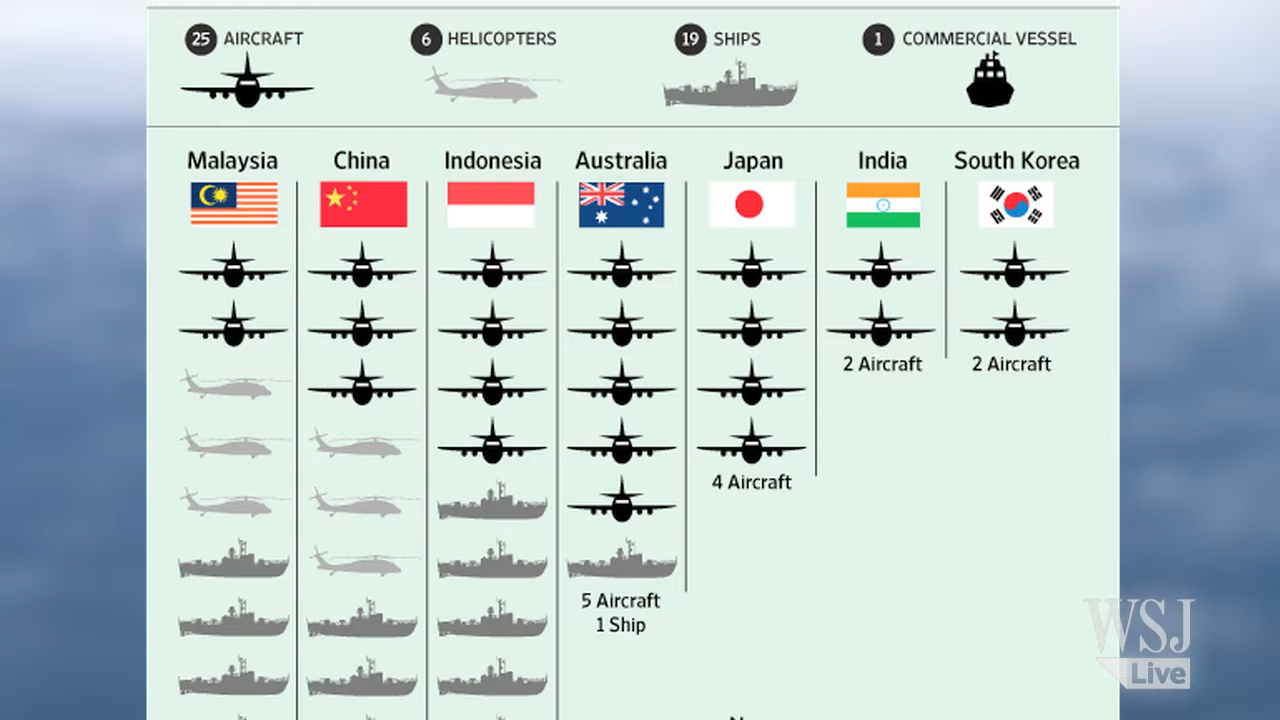 25 AIRCRAFT
6 HELICOPTERS
19 SHIPS
1 COMMERCIAL VESSEL
Malaysia
China
Indonesia
Australia
Japan
India
South Korea
2 Aircraft
2 Aircraft
4 Aircraft
5 Aircraft
1 Ship
WSJ
Live